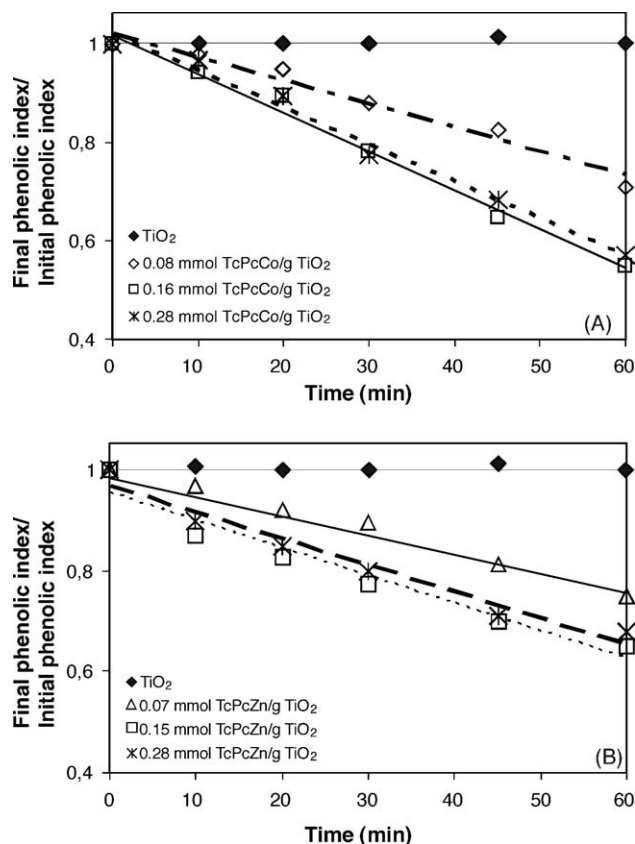 Final phenolic index/
Initial phenolic index
1
0,8
0,6
0,4
TiO₂
0.08 mmol TcPcCo/g TiO₂
0.16 mmol TcPcCo/g TiO₂
0.28 mmol TcPcCo/g TiO₂
(A)
0 10 20 30 40 50 60
Time (min)
Final phenolic index/
Initial phenolic index
1
0,8
0,6
0,4
TiO₂
0.07 mmol TcPcZn/g TiO₂
0.15 mmol TcPcZn/g TiO₂
0.28 mmol TcPcZn/g TiO₂
(B)
0 10 20 30 40 50 60
Time (min)